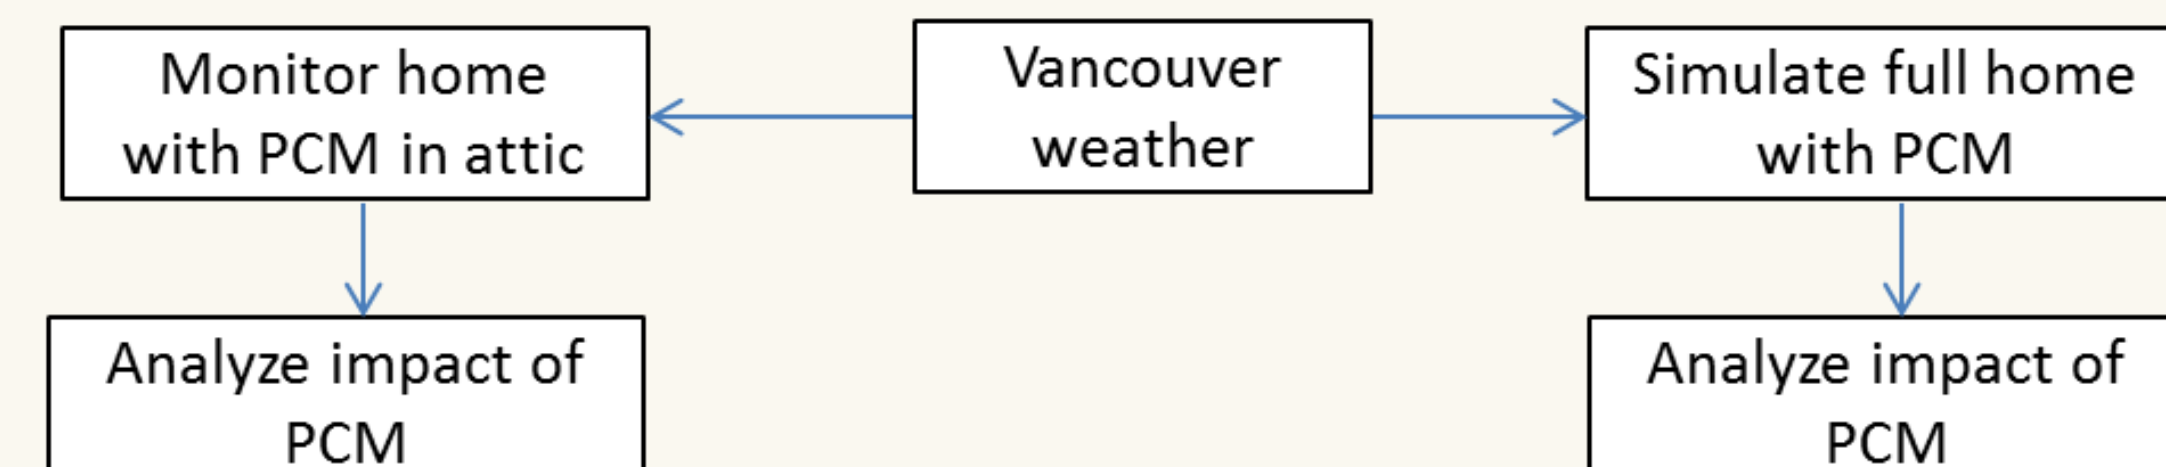 Monitor home
with PCM in attic
Vancouver
weather
Simulate full home
with PCM
Analyze impact of
PCM
Analyze impact of
PCM